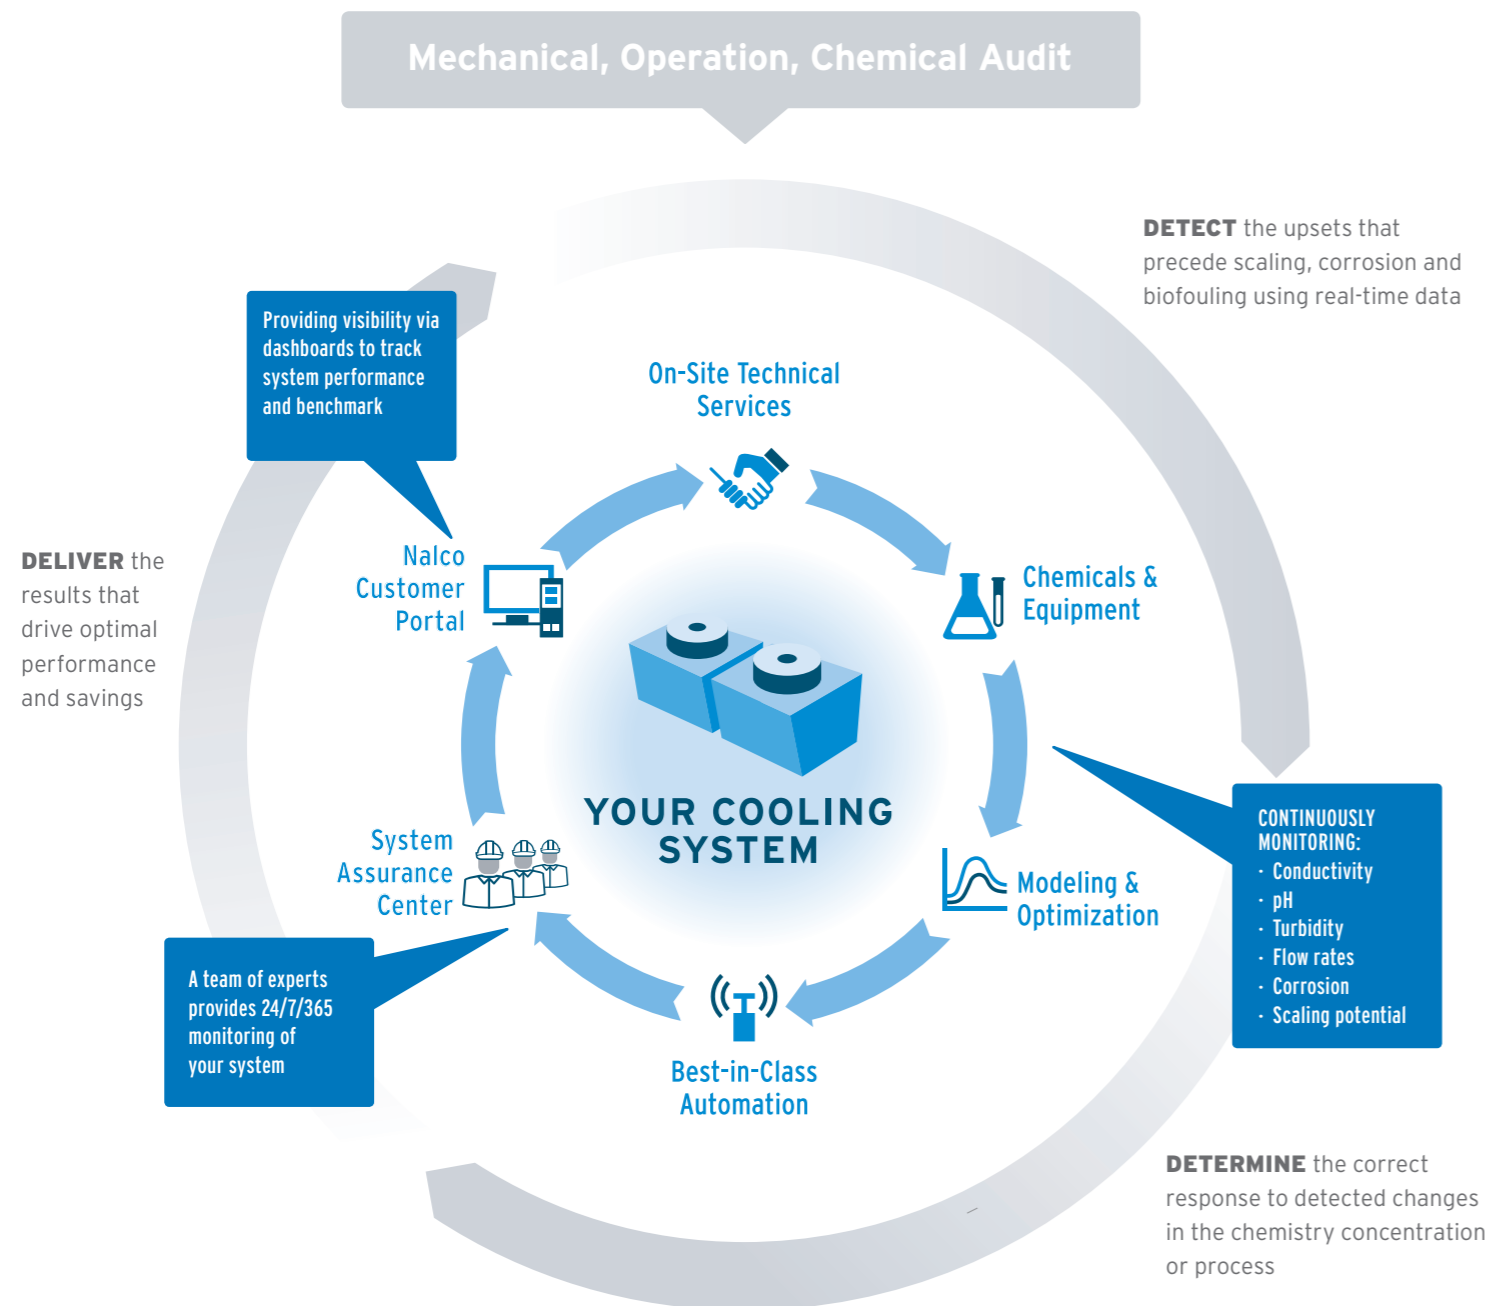 Mechanical, Operation, Chemical Audit
DETECT the upsets that
precede scaling, corrosion and
biofouling using real-time data
Providing visibility via
dashboards to track
system performance
and benchmark
On-Site Technical
Services
Nalco
Customer
Portal
Chemicals &
Equipment
DELIVER the
results that
drive optimal
performance
and savings
YOUR COOLING
SYSTEM
System
Assurance
Center
Modeling &
Optimization
CONTINUOUSLY
MONITORING:
· Conductivity
· pH
· Turbidity
· Flow rates
· Corrosion
· Scaling potential
A team of experts
provides 24/7/365
monitoring of
your system
Best-in-Class
Automation
DETERMINE the correct
response to detected changes
in the chemistry concentration
or process